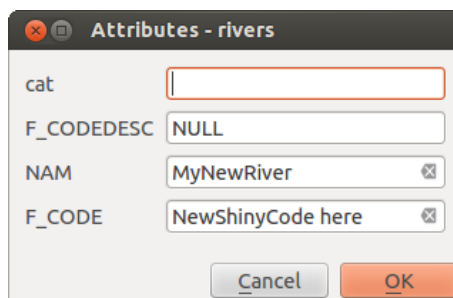 Attributes - rivers
cat
F_CODEDESC NULL
NAM MyNewRiver
F_CODE NewShinyCode here
Cancel OK